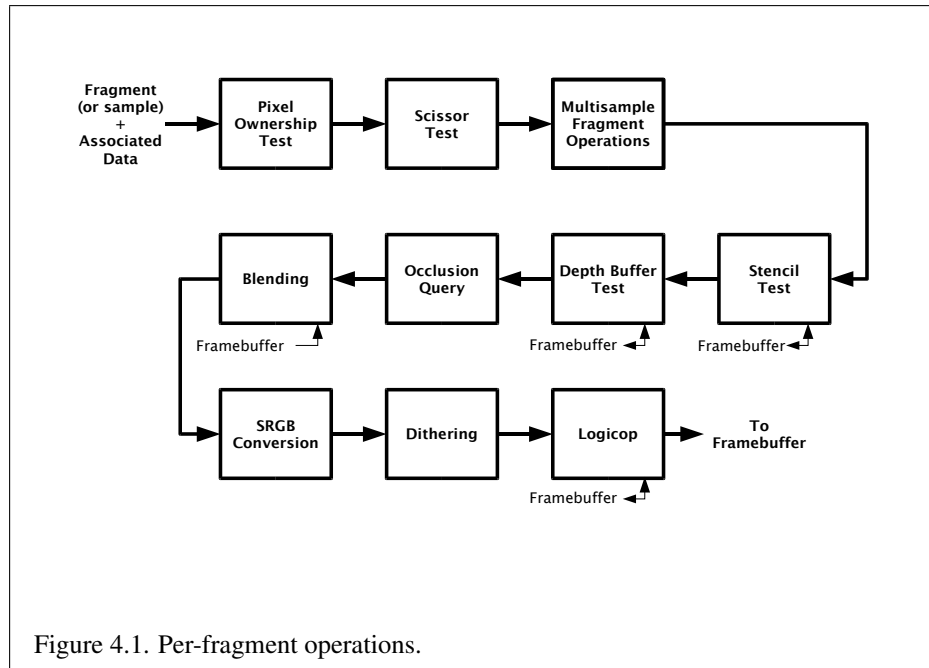 Fragment
(or sample)
+
Associated
Data
Pixel
Ownership
Test
Scissor
Test
Multisample
Fragment
Operations
Blending
Occlusion
Query
Depth Buffer
Test
Stencil
Test
Framebuffer
Framebuffer
Framebuffer
SRGB
Conversion
Dithering
Logicop
To
Framebuffer
Framebuffer
Figure 4.1. Per-fragment operations.